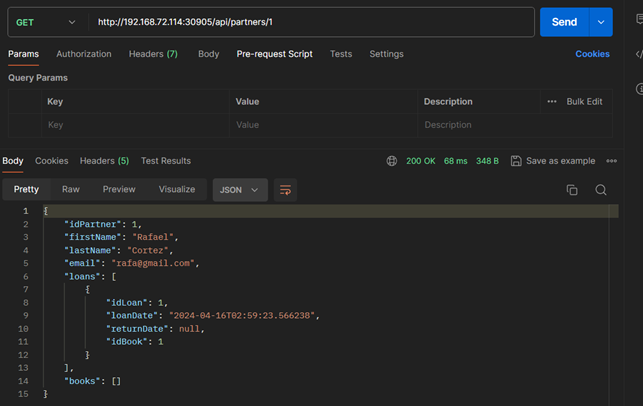 GET http://192.168.72.114:30905/api/partners/1 Send
Params Authorization Headers (7) Body Pre-request Script Tests Settings Cookies
Query Params
Key Value Description ••• Bulk Edit
Key Value Description
Body Cookies Headers (5) Test Results 200 OK 68 ms 348 B Save as example •••
Pretty Raw Preview Visualize JSON
1 {
2 "idPartner": 1,
3 "firstName": "Rafael",
4 "lastName": "Cortez",
5 "email": "rafa@gmail.com",
6 "loans": [
7 {
8 "idLoan": 1,
9 "loanDate": "2024-04-16T02:59:23.566238",
10 "returnDate": null,
11 "idBook": 1
12 }
13 ],
14 "books": []
15 }